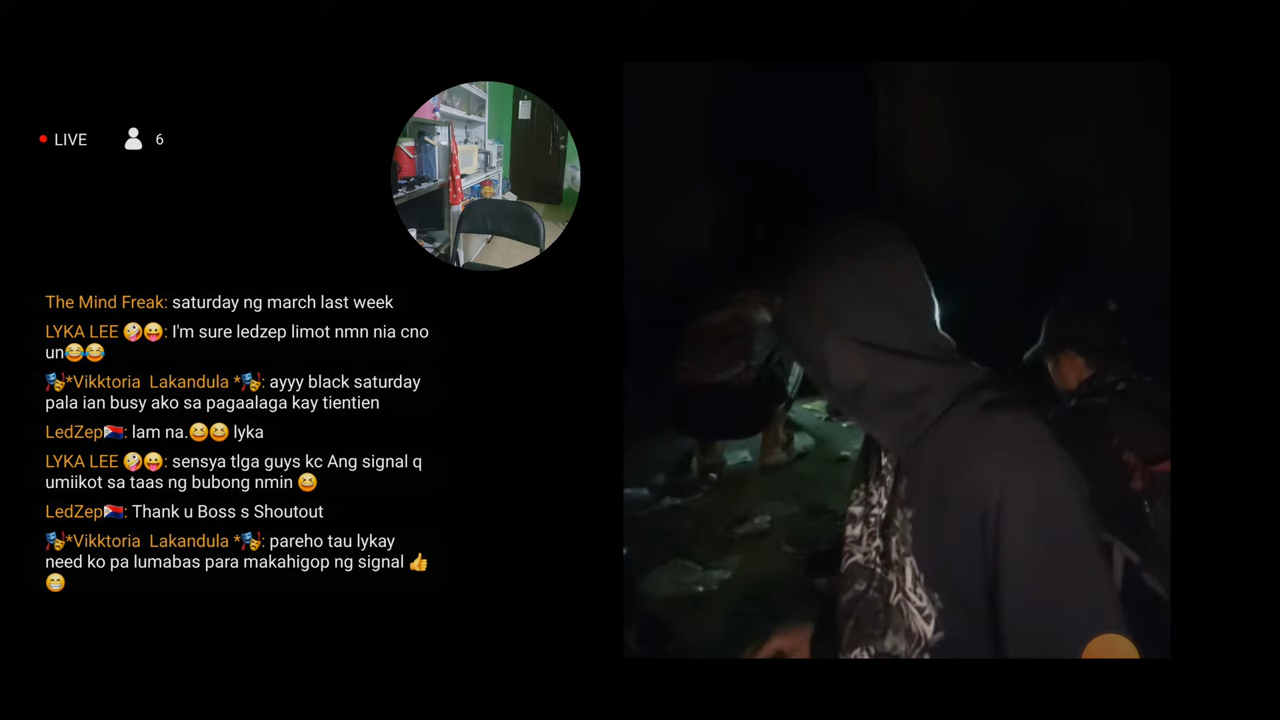 LIVE 6
The Mind Freak: saturday ng march last week
LYKA LEE 🤪😜: I'm sure ledzep limot nmn nia cno
un😂😂
🎭*Vikktoria Lakandula *🎭: ayyy black saturday
pala ian busy ako sa pagaalaga kay tientien
LedZep🇵🇭: lam na.😆😆 lyka
LYKA LEE 🤪😜: sensya tlga guys kc Ang signal q
umiikot sa taas ng bubong nmin 😆
LedZep🇵🇭: Thank u Boss s Shoutout
🎭*Vikktoria Lakandula *🎭: pareho tau lykay
need ko pa lumabas para makahigop ng signal 👍
😁